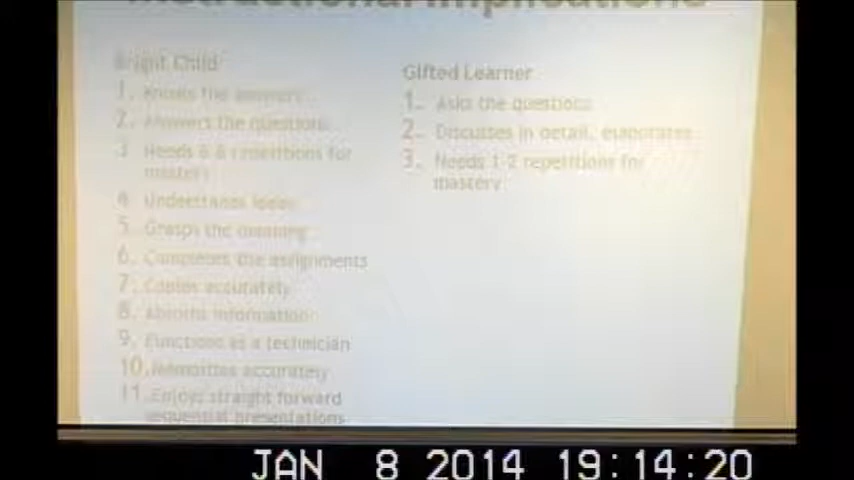 Instructional Implications
Bright Child
1. Knows the answers
2. Answers the questions
3 Needs 6-8 repetitions for
mastery
4. Understands ideas
5. Grasps the meaning
6. Completes the assignments
7. Copies accurately
8. Absorbs information
9. Functions as a technician
10. Memorizes accurately
11. Enjoys straight forward
sequential presentations
Gifted Learner
1. Asks the questions
2. Discusses in detail, elaborates
3. Needs 1-2 repetitions for
mastery
JAN 8 2014 19:14:20